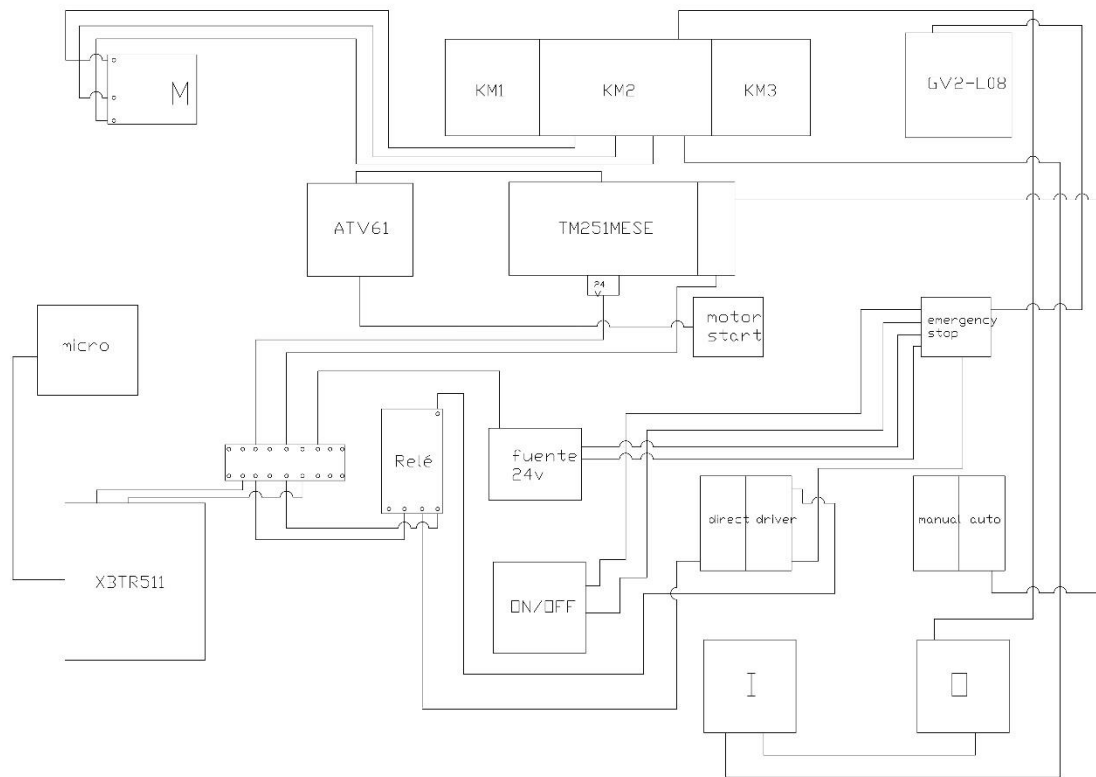 M
KM1
KM2
KM3
GV2-L08
ATV61
TM251MESE
24
V
motor
start
emergency
stop
micro
Relé
fuente
24v
direct driver
manual auto
X3TR511
ON/OFF
I
O